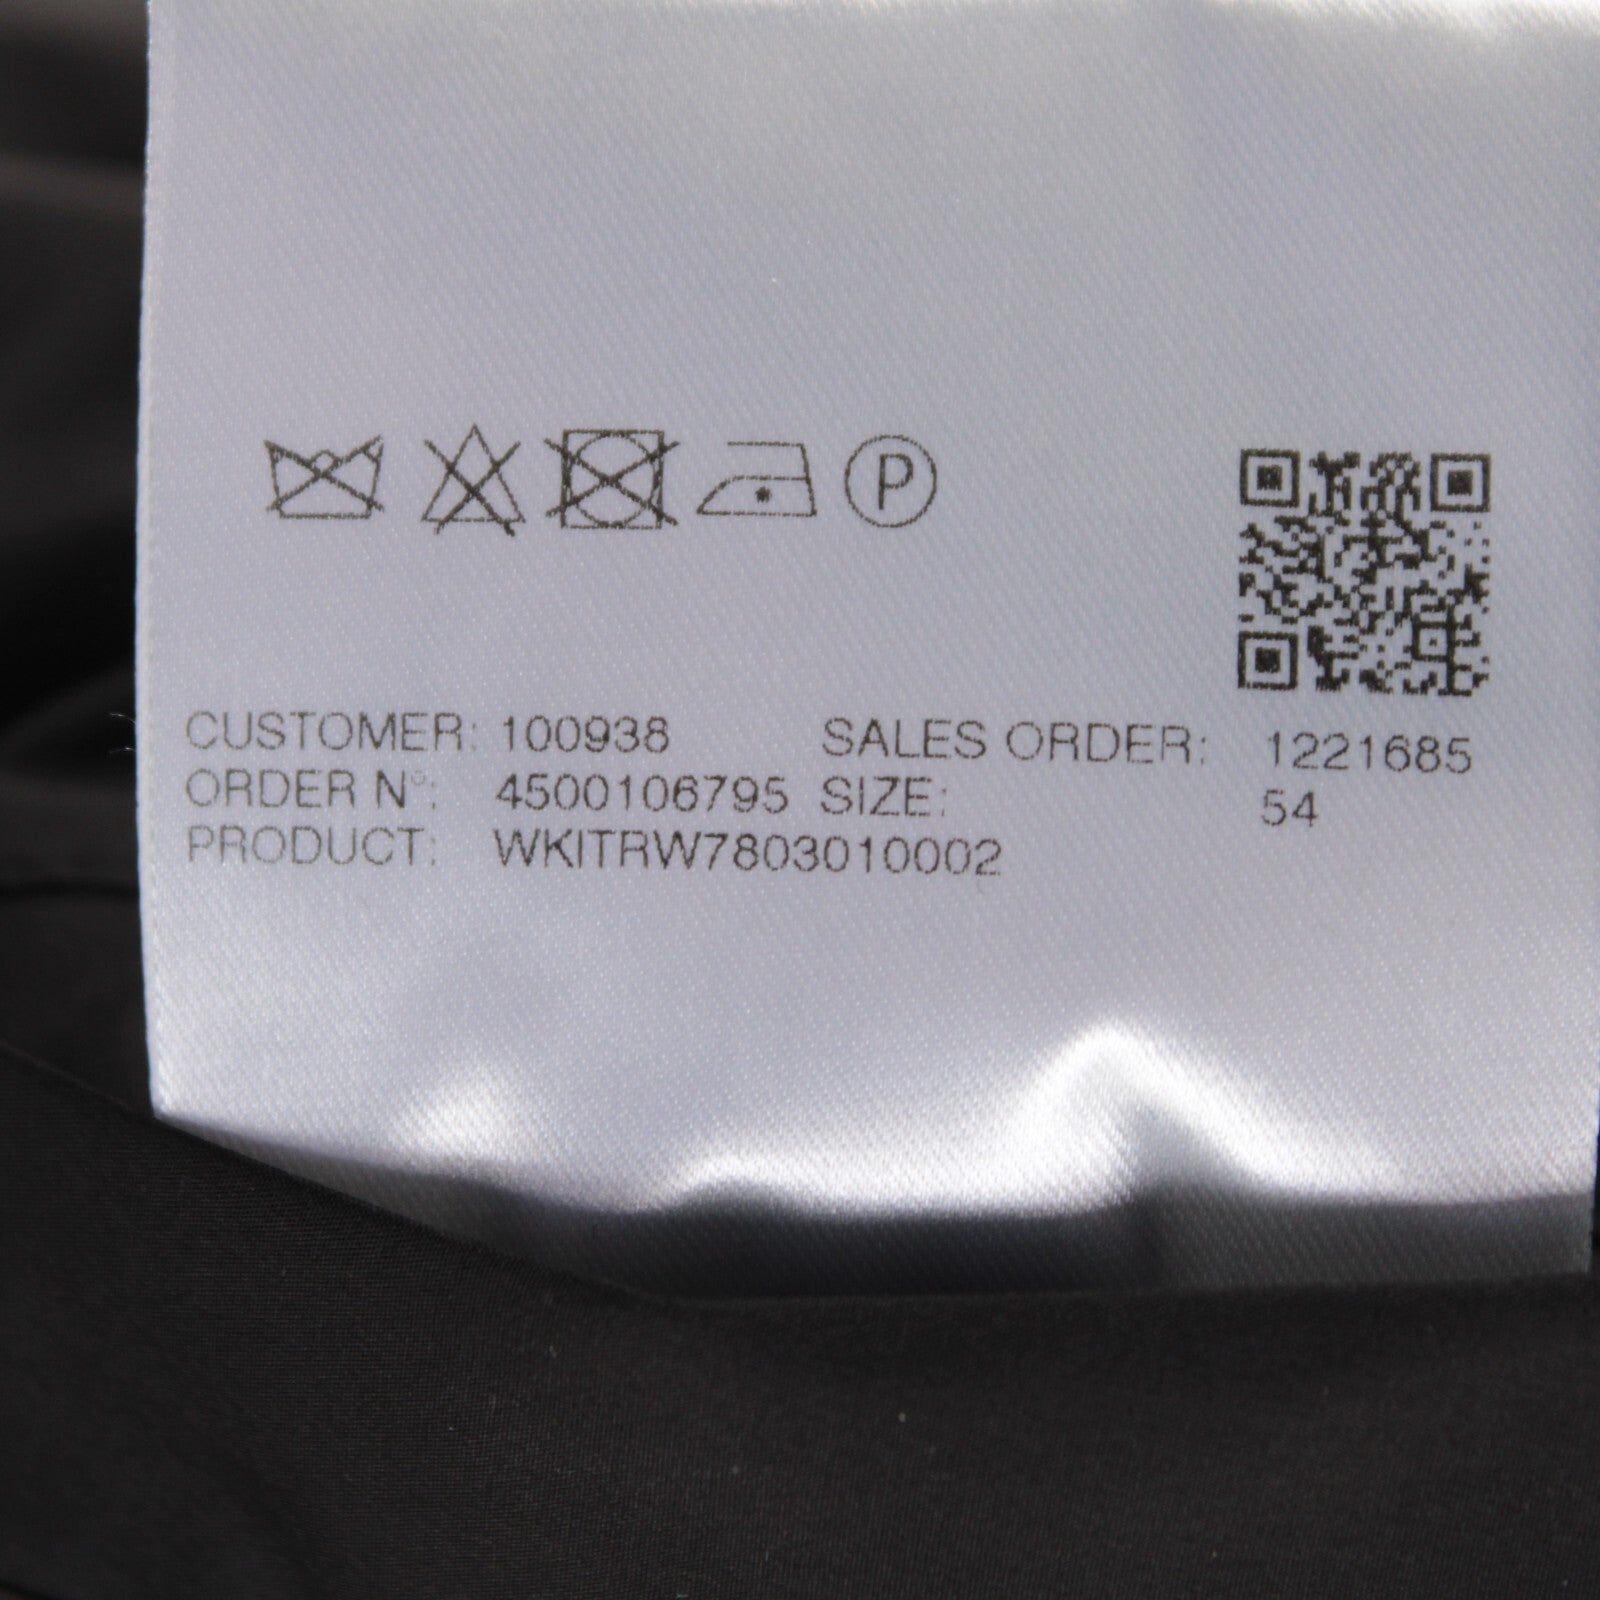 P
CUSTOMER: 100938 SALES ORDER: 1221685
ORDER N°: 4500106795 SIZE: 54
PRODUCT: WKITRW7803010002